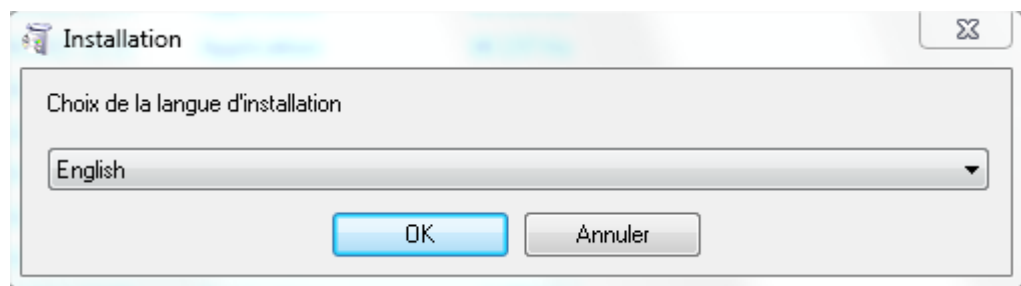 Installation
Choix de la langue d'installation
English
OK
Annuler